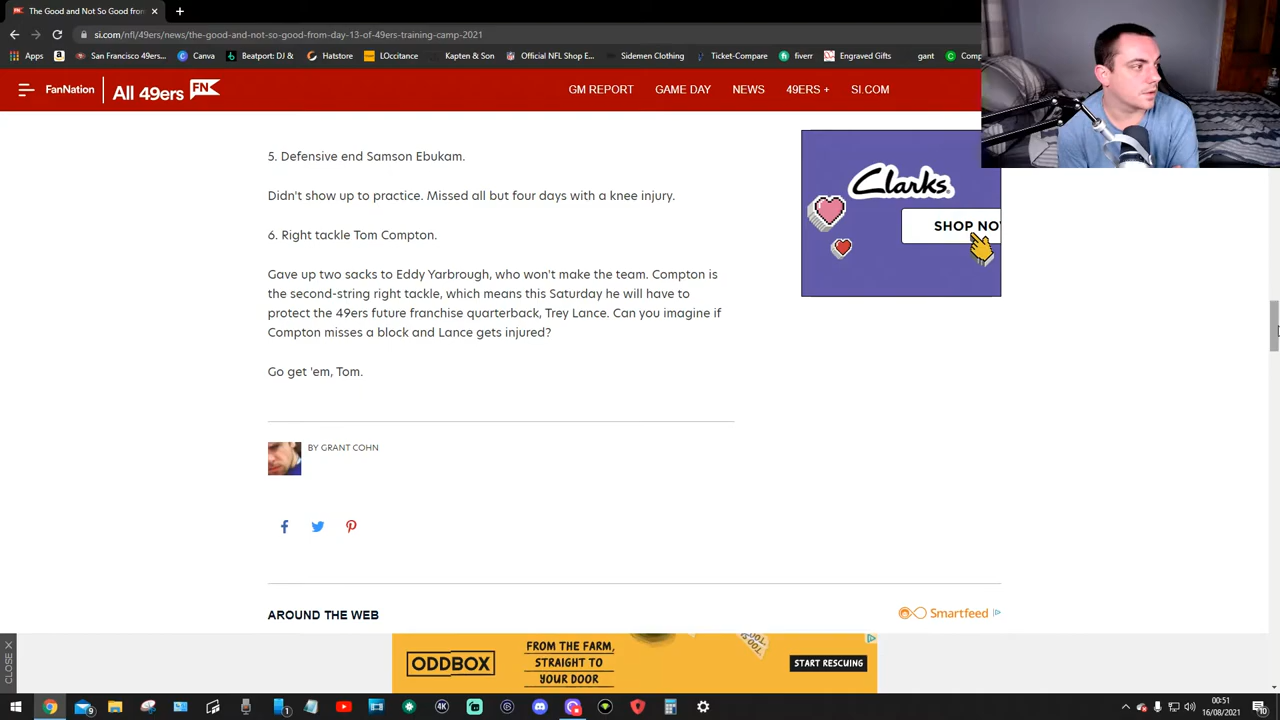 The Good and Not So Good from
si.com/nfl/49ers/news/the-good-and-not-so-good-from-day-13-of-49ers-training-camp-2021
Apps
San Francisco 49er...
Canva
Beatport: DJ & D...
Hatstore
LOccitance
Kapten & Son
Official NFL Shop E...
Sidemen Clothing
Ticket-Compare
fiverr
Engraved Gifts
gant
Comp
FanNation
All 49ers FN
GM REPORT
GAME DAY
NEWS
49ERS +
SI.COM
5. Defensive end Samson Ebukam.
Didn't show up to practice. Missed all but four days with a knee injury.
6. Right tackle Tom Compton.
Gave up two sacks to Eddy Yarbrough, who won't make the team. Compton is
the second-string right tackle, which means this Saturday he will have to
protect the 49ers future franchise quarterback, Trey Lance. Can you imagine if
Compton misses a block and Lance gets injured?
Go get 'em, Tom.
Clarks.
SHOP NO
BY GRANT COHN
AROUND THE WEB
Smartfeed
CLOSE X
ODDBOX
FROM THE FARM,
STRAIGHT TO
YOUR DOOR
START RESCUING
00:51
16/08/2021